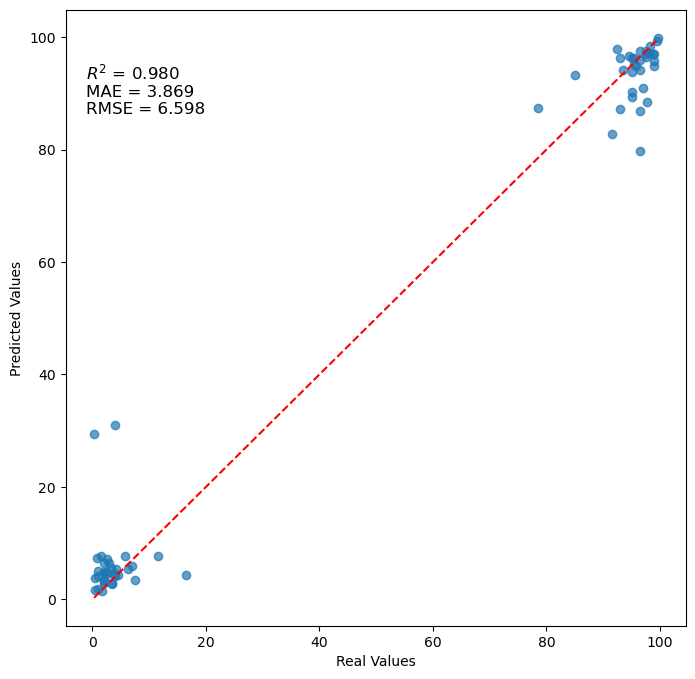 100
80
60
40
20
0
Predicted Values
R² = 0.980
MAE = 3.869
RMSE = 6.598
0 20 40 60 80 100
Real Values